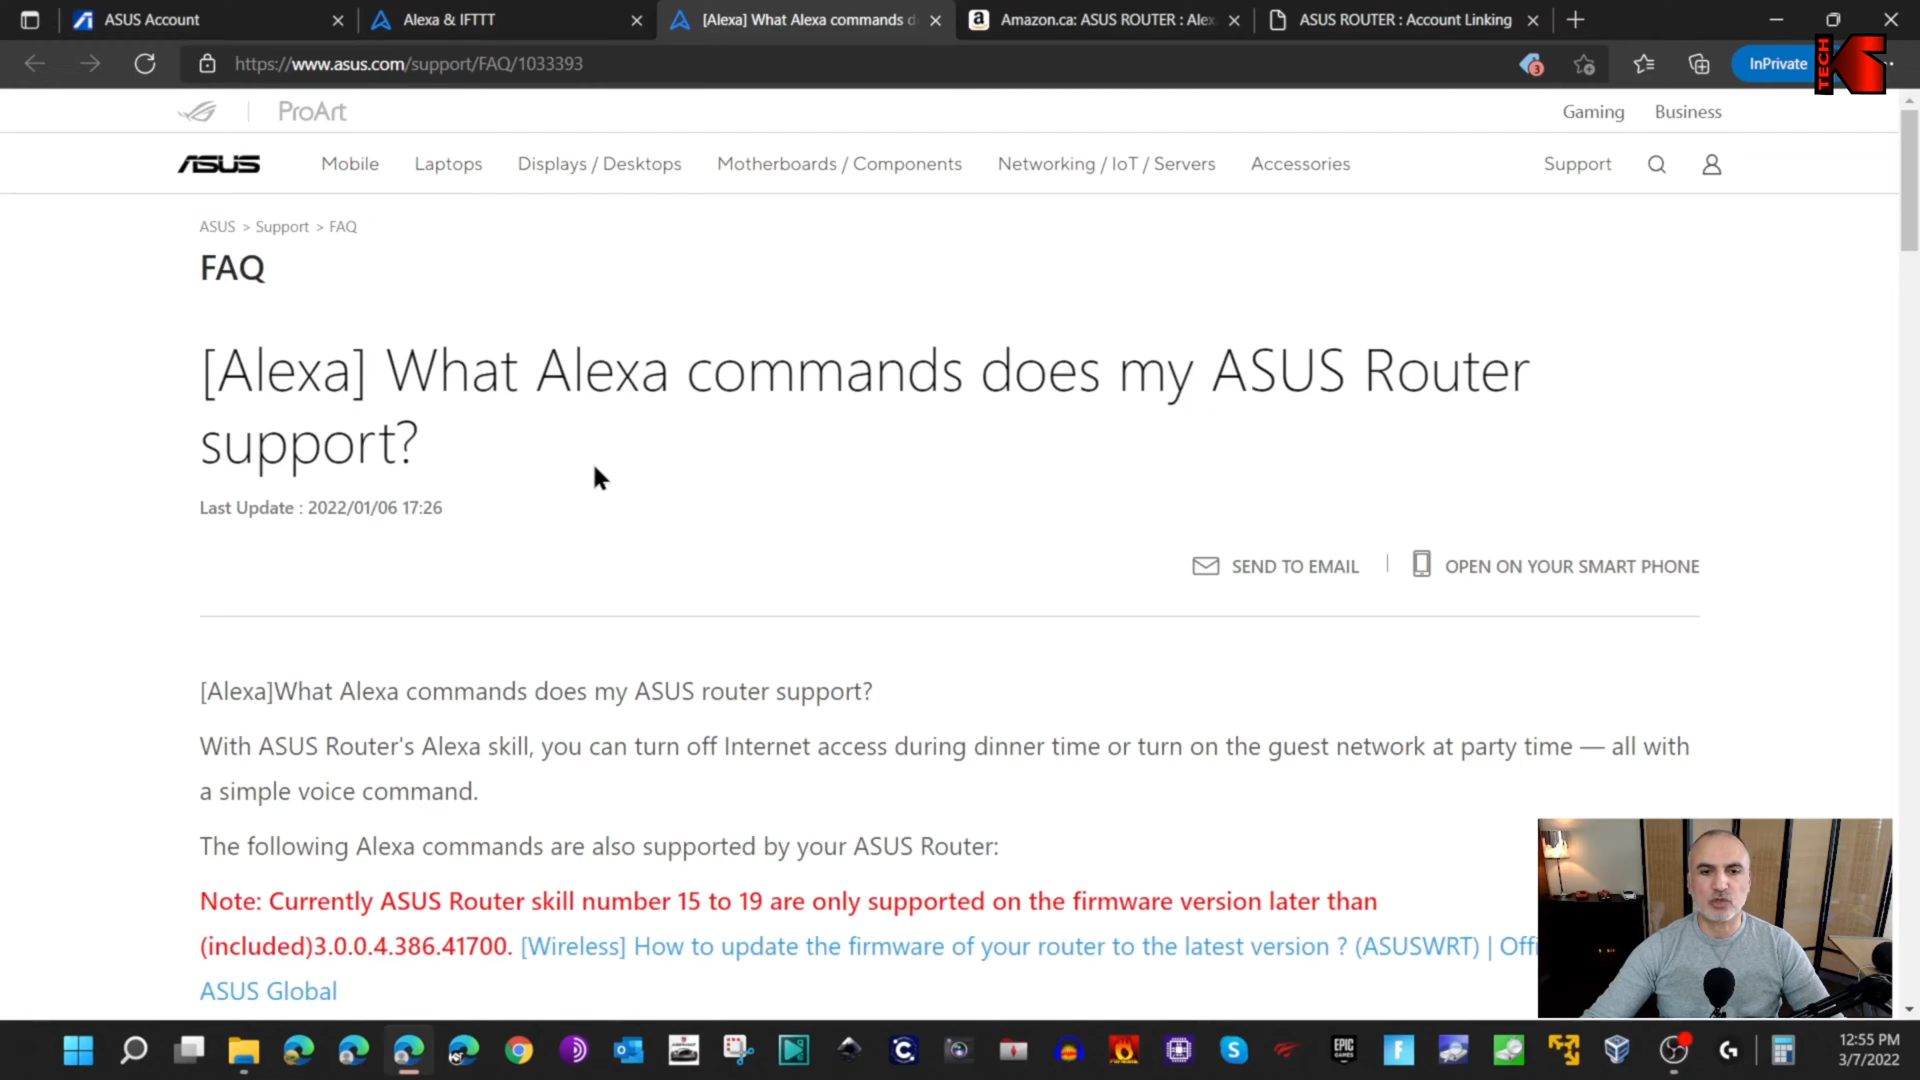 ASUS Account
Alexa & IFTTT
[Alexa] What Alexa commands d
Amazon.ca: ASUS ROUTER : Alex
ASUS ROUTER : Account Linking
https://www.asus.com/support/FAQ/1033393
3
InPrivate
TECH K
ProArt
Gaming
Business
ASUS
Mobile
Laptops
Displays / Desktops
Motherboards / Components
Networking / IoT / Servers
Accessories
Support
ASUS > Support > FAQ
FAQ
[Alexa] What Alexa commands does my ASUS Router
support?
Last Update : 2022/01/06 17:26
SEND TO EMAIL
OPEN ON YOUR SMART PHONE
[Alexa]What Alexa commands does my ASUS router support?
With ASUS Router's Alexa skill, you can turn off Internet access during dinner time or turn on the guest network at party time — all with
a simple voice command.
The following Alexa commands are also supported by your ASUS Router:
Note: Currently ASUS Router skill number 15 to 19 are only supported on the firmware version later than
(included)3.0.0.4.386.41700. [Wireless] How to update the firmware of your router to the latest version ? (ASUSWRT) | Offi
ASUS Global
EPIC GAMES
12:55 PM
3/7/2022